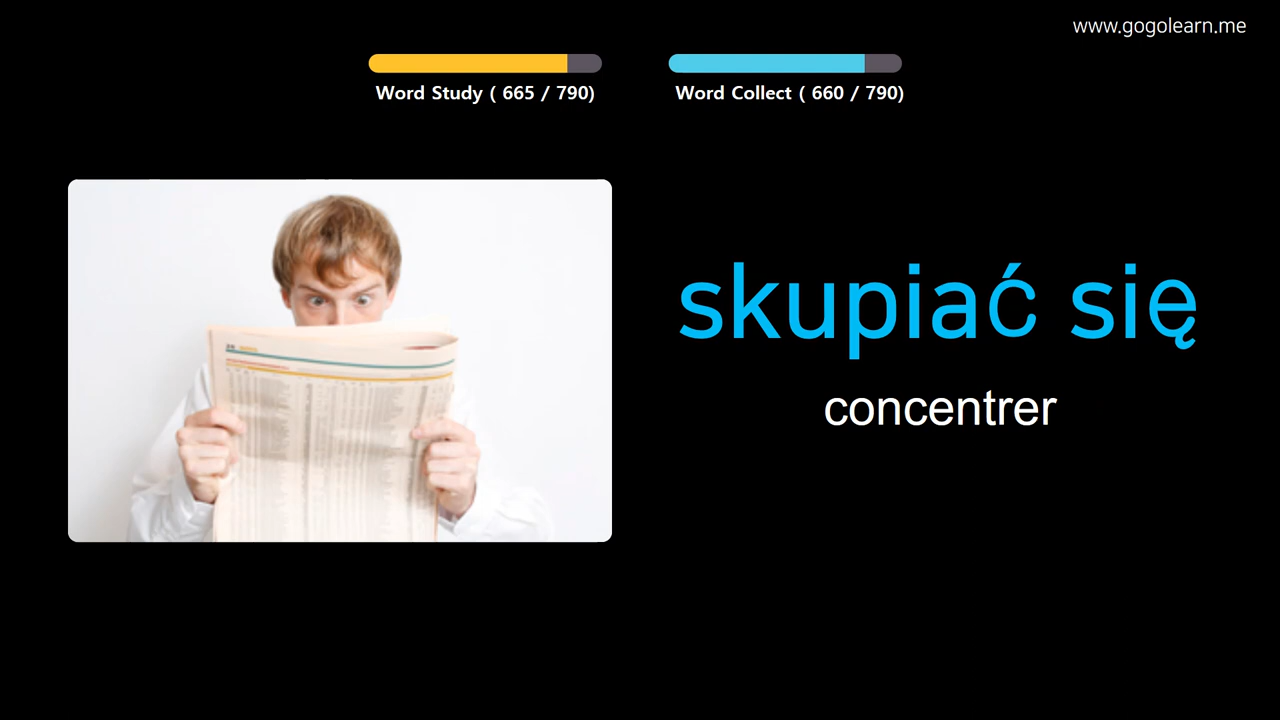 www.gogolearn.me
Word Study ( 665 / 790)
Word Collect ( 660 / 790)
skupiać się
concentrer